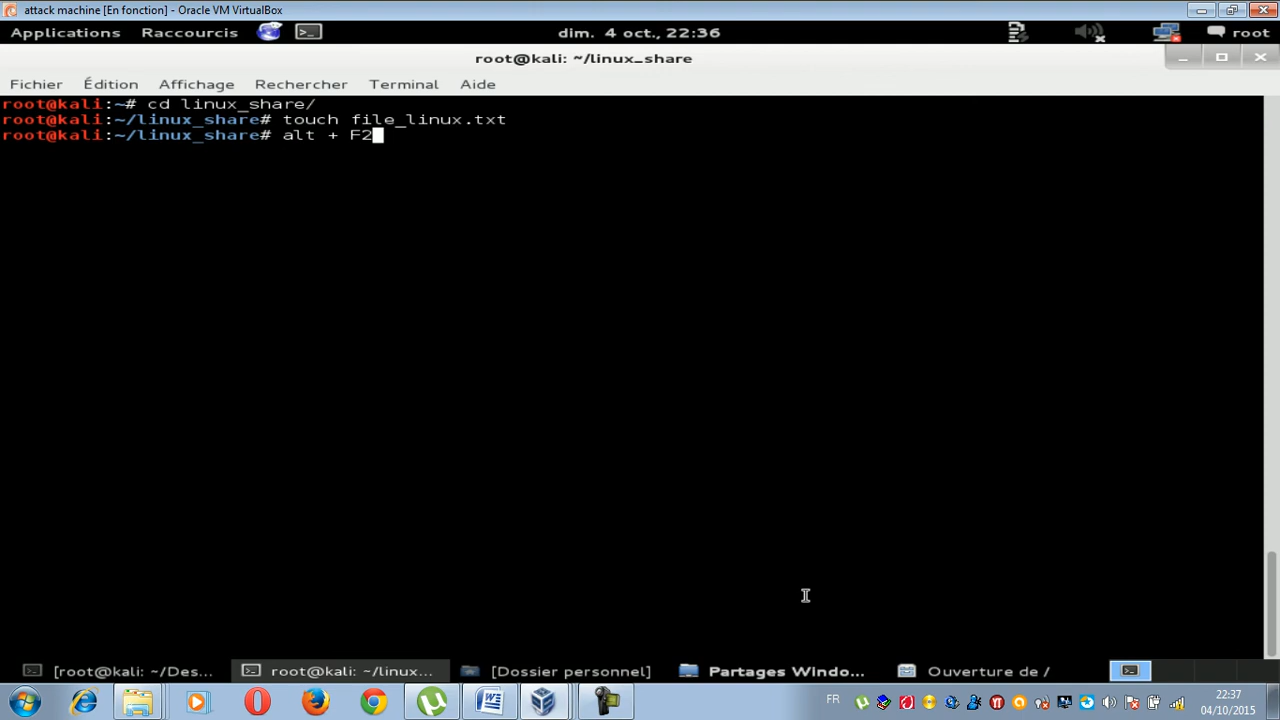 attack machine [En fonction] - Oracle VM VirtualBox
Applications Raccourcis dim. 4 oct., 22:36 root
root@kali: ~/linux_share
Fichier Édition Affichage Rechercher Terminal Aide
root@kali:~# cd linux_share/
root@kali:~/linux_share# touch file_linux.txt
root@kali:~/linux_share# alt + F2
[root@kali: ~/Des... root@kali: ~/linux... [Dossier personnel] Partages Windo... Ouverture de /
FR 22:37
04/10/2015